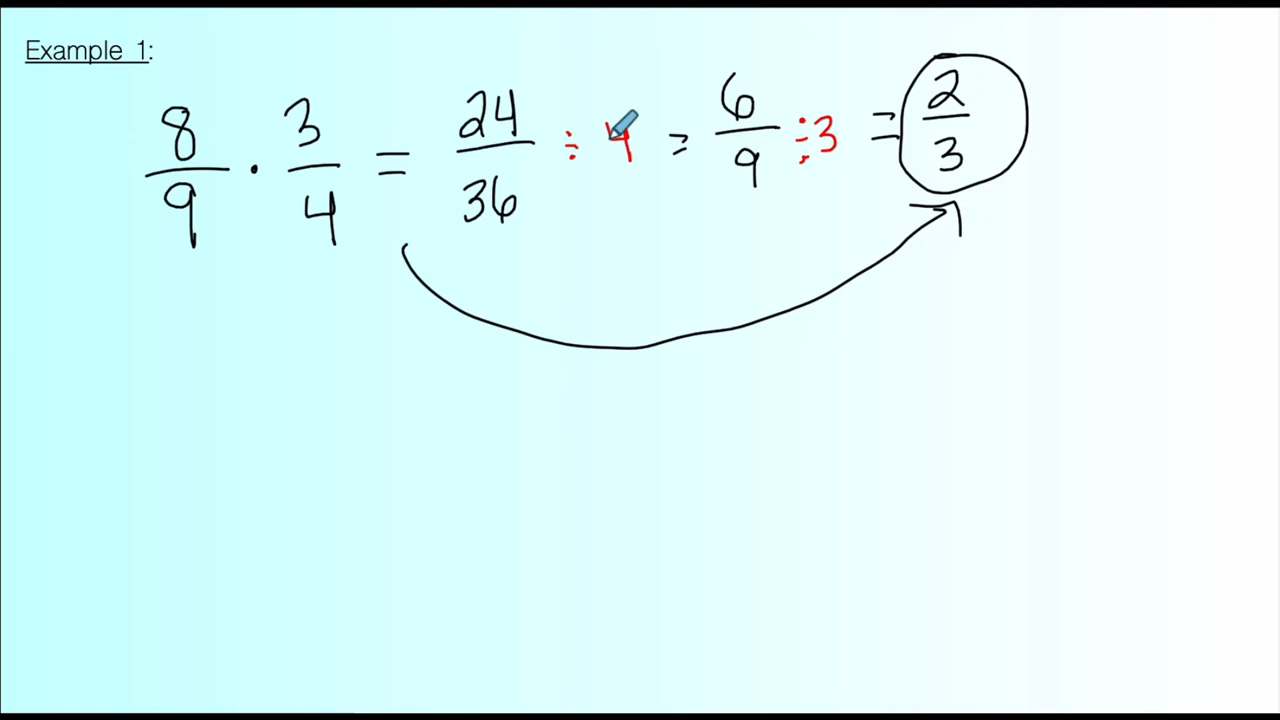 Example 1:
8/9 · 3/4 = 24/36 ÷ 4 = 6/9 ÷3 = 2/3